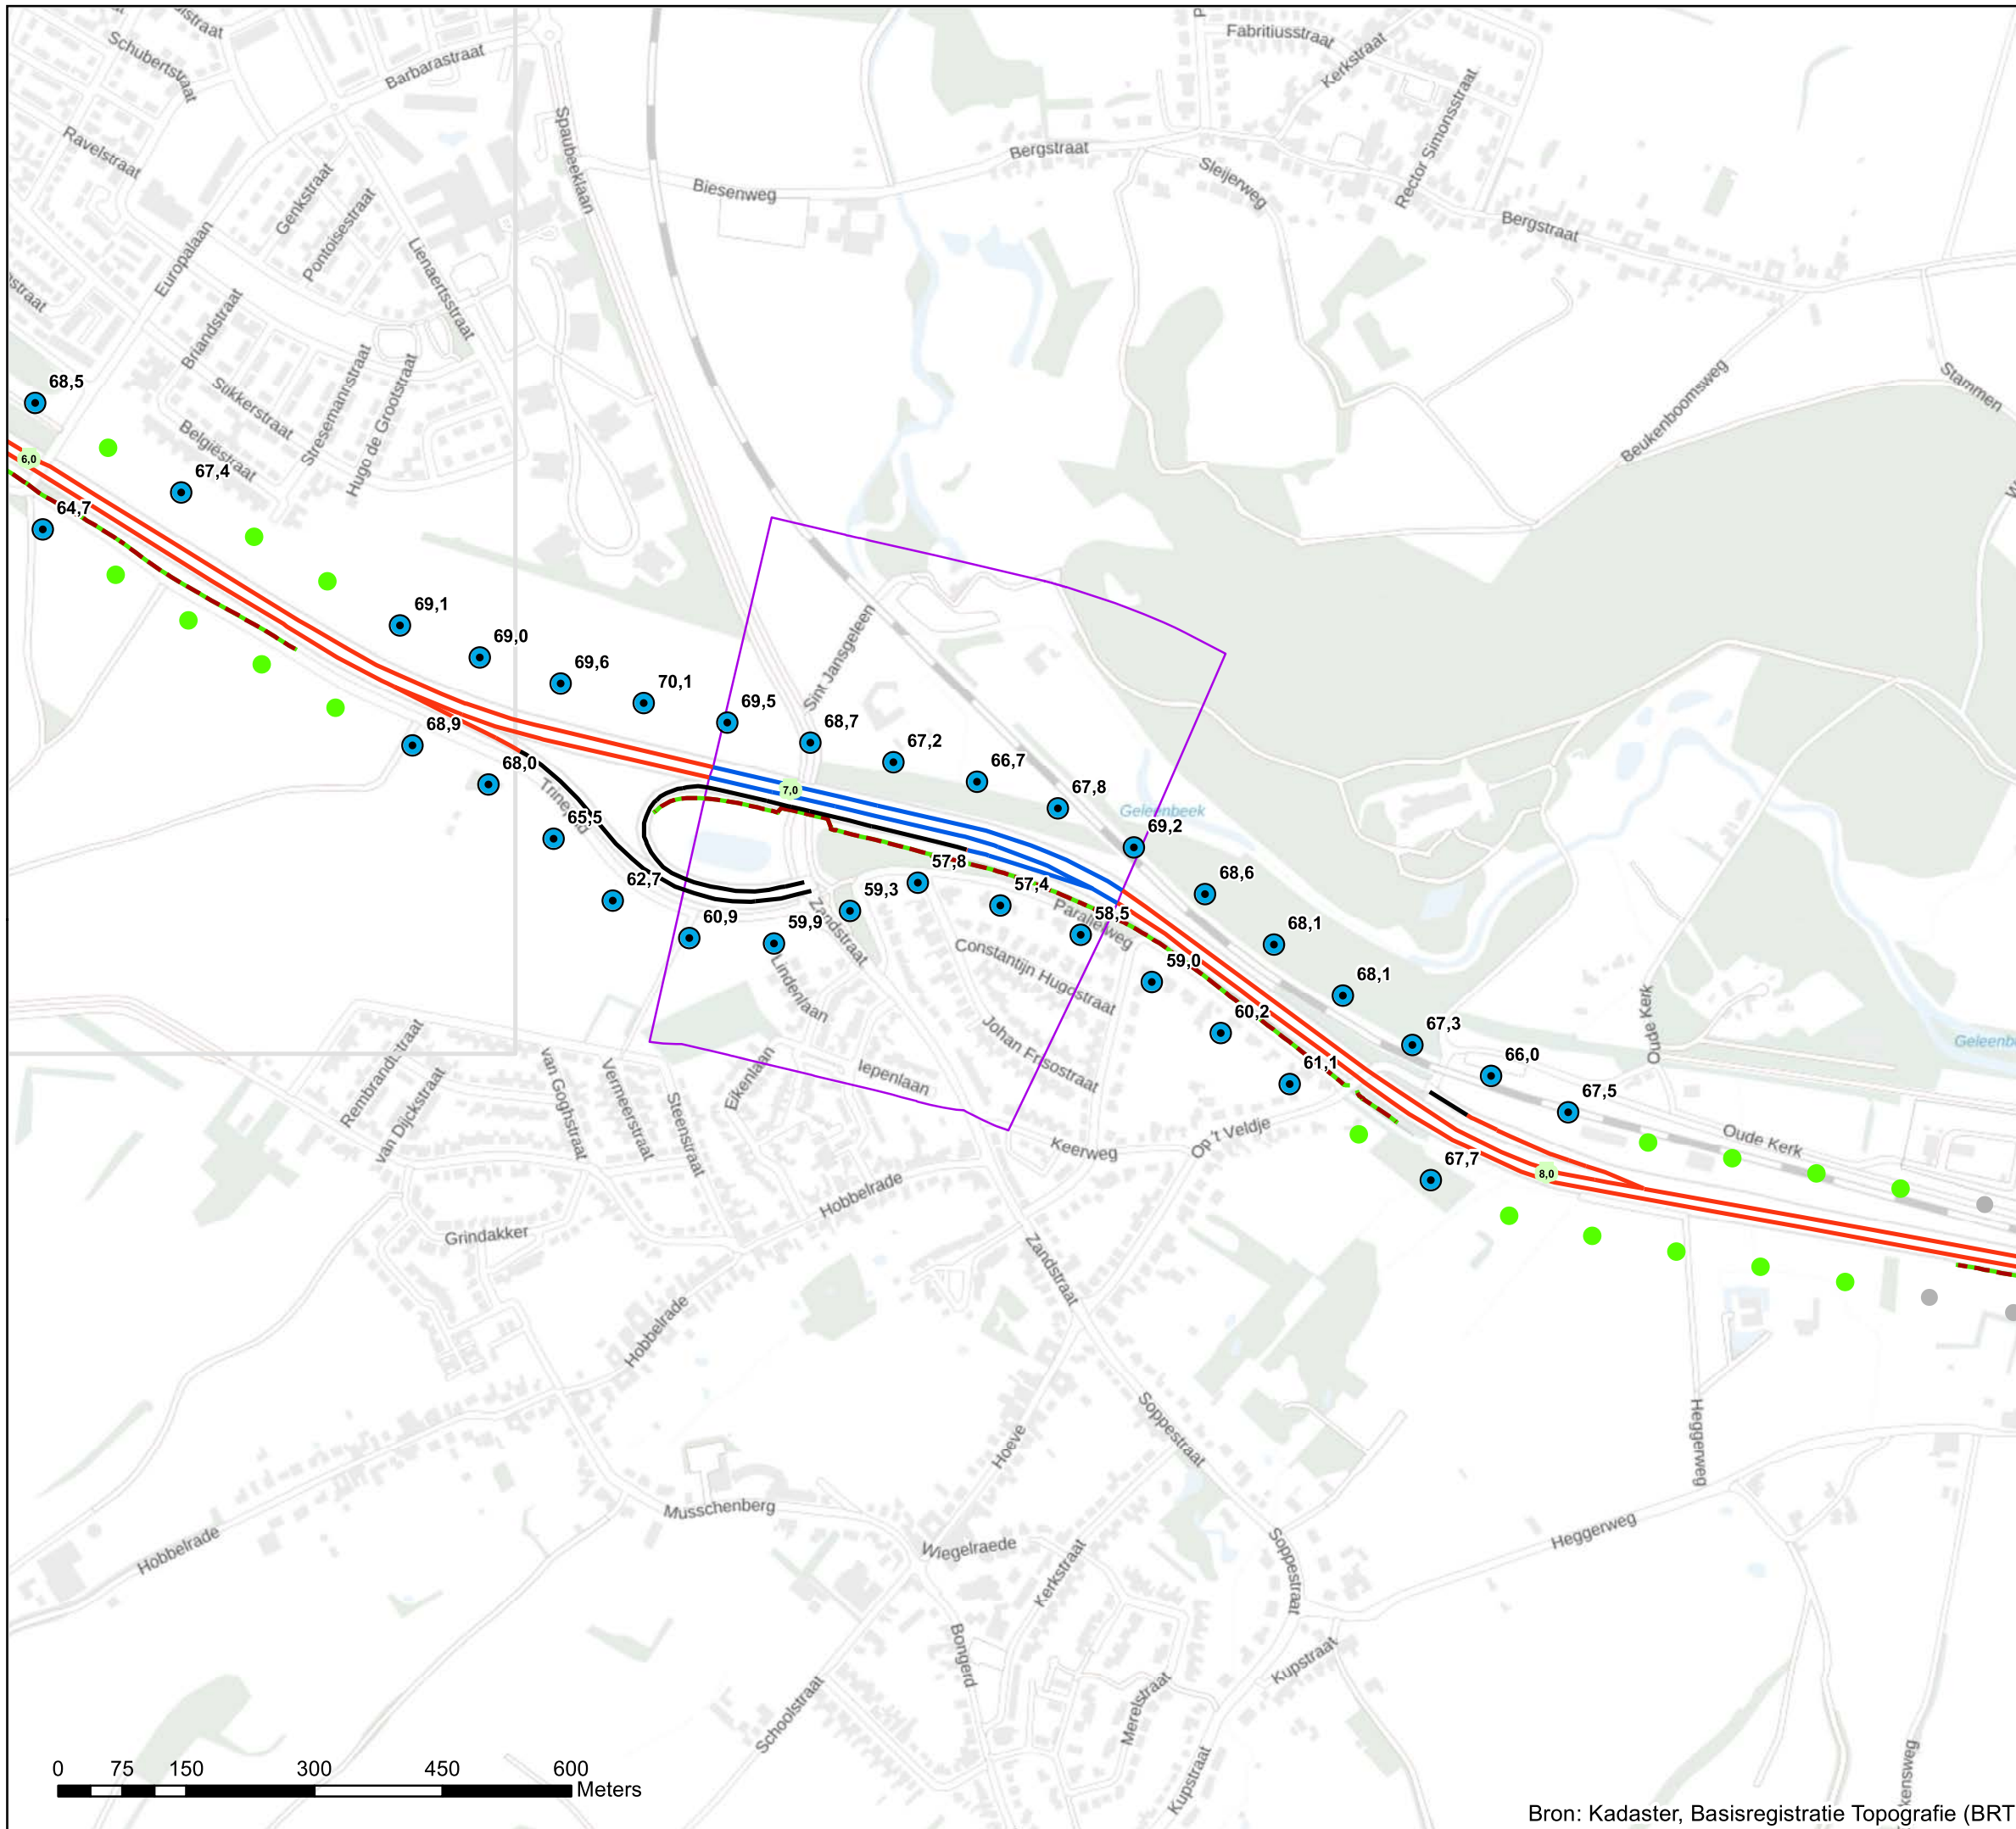 Fabritiusstraat
Kerkstraat
Schubertstraat
Barbarastraat
Rector Simonsstraat
Spaubeeklaan
Ravelstraat
Bergstraat
Sleijerweg
Biesenweg
Genkstraat
Pontoisestraat
Bergstraat
Europalaan
Lienaertsstraat
Briandstraat
Stresemannstraat
Hugo de Grootstraat
Sukkerstraat
Beukenboomsweg
Stammen
68,5
Belgiëstraat
6,0
67,4
64,7
69,1
69,0
Sint Jansgeleen
69,6
70,1
69,5
68,9
68,7
67,2
68,0
66,7
7,0
67,8
Geleenbeek
65,5
69,2
57,8
62,7
59,3
57,4
68,6
60,9
59,9
Zandstraat
58,5
Parallelweg
68,1
Constantijn Hugostraat
59,0
Lindenlaan
68,1
60,2
Oude Kerk
Johan Frisostraat
67,3
Rembrandtstraat
van Dijckstraat
van Goghstraat
Vermeerstraat
Steenstraat
Eikenlaan
Iepenlaan
61,1
66,0
67,5
Keerweg
Op 't Veldje
Oude Kerk
67,7
8,0
Hobbelrade
Grindakker
Zandstraat
Hobbelrade
Soppestraat
Hoeve
Heggerweg
Musschenberg
Hobbelrade
Wiegelraede
Kerkstraat
Soppestraat
Heggerweg
Bongerd
Kupstraat
Schoolstraat
Merelstraat
Kupstraat
0 75 150 300 450 600
Meters
Bron: Kadaster, Basisregistratie Topografie (BRT